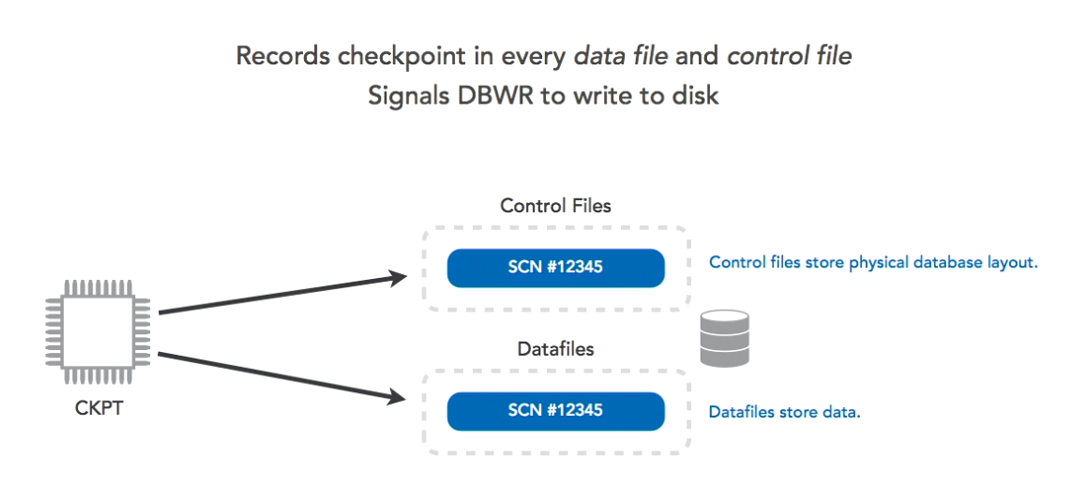 Records checkpoint in every data file and control file
Signals DBWR to write to disk
Control Files
SCN #12345
Control files store physical database layout.
CKPT
Datafiles
SCN #12345
Datafiles store data.